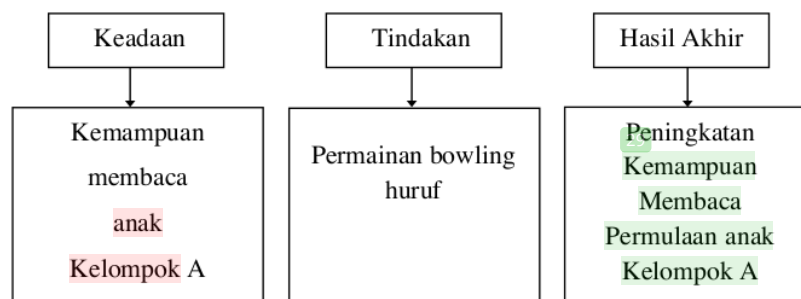 Keadaan
Tindakan
Hasil Akhir
Kemampuan
membaca
anak
Kelompok A
Permainan bowling
huruf
Peningkatan
Kemampuan
Membaca
Permulaan anak
Kelompok A